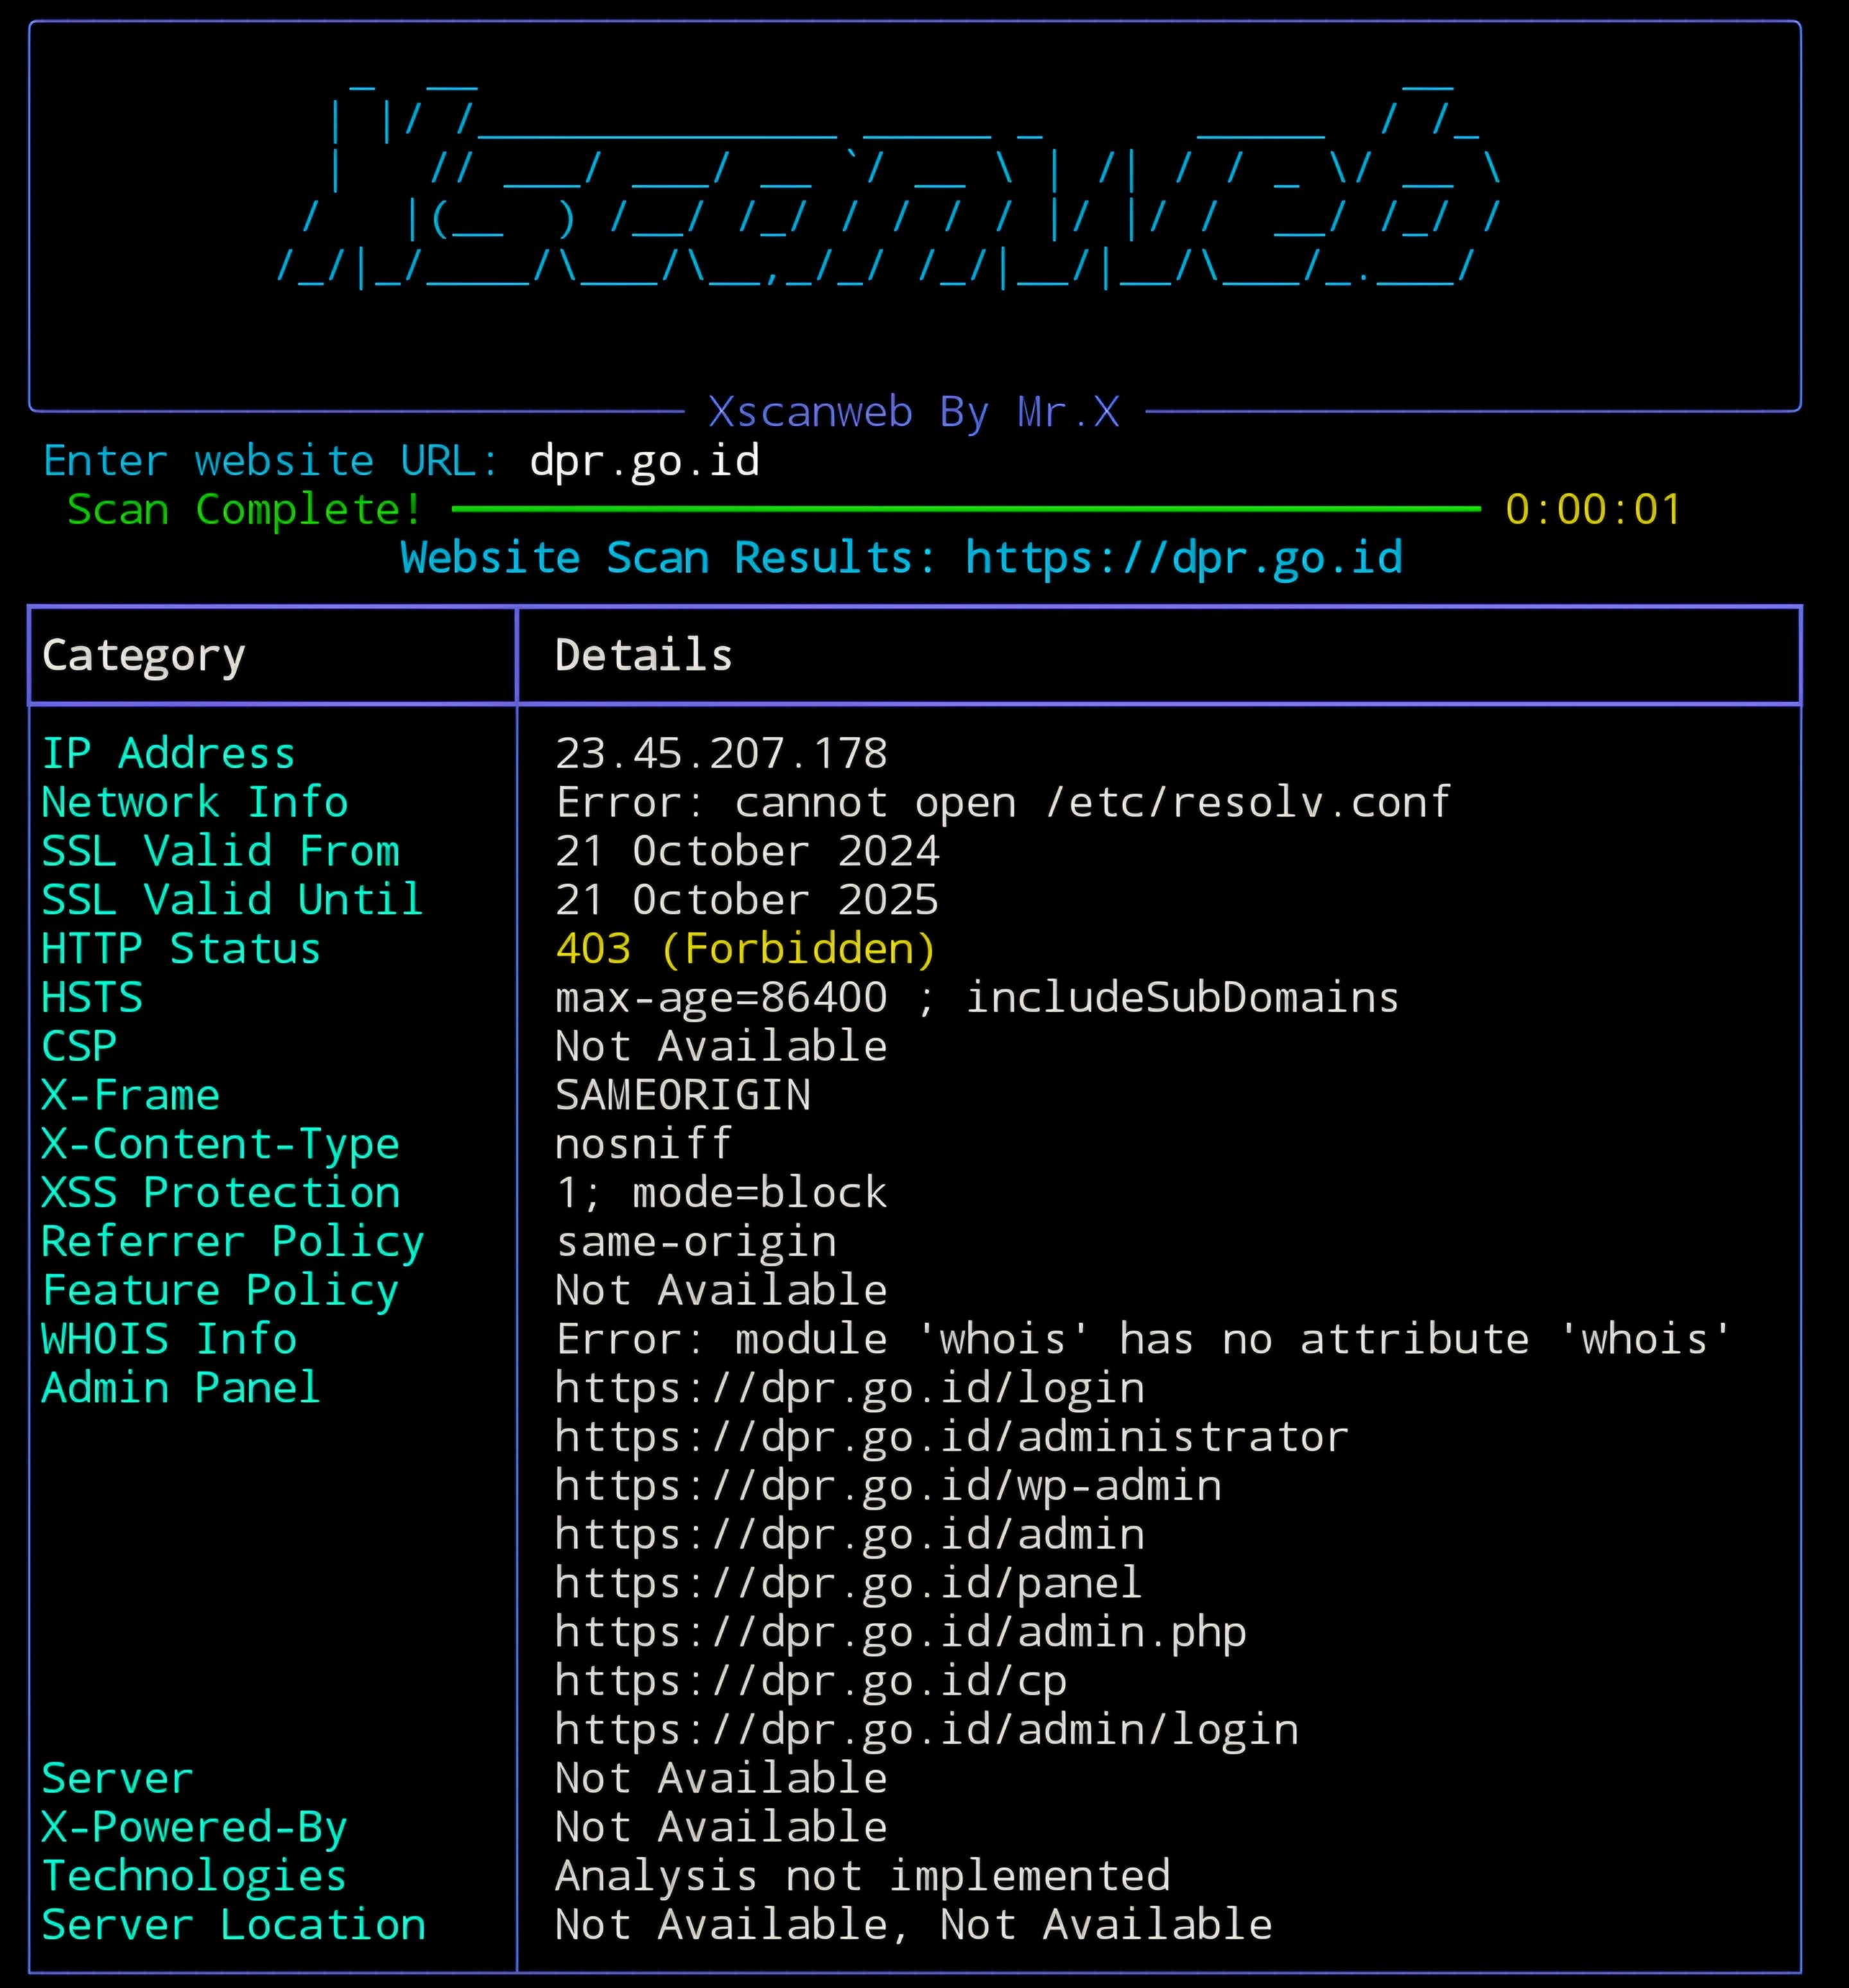 Xscanweb
Xscanweb By Mr.X
Enter website URL: dpr.go.id
Scan Complete! 0:00:01
Website Scan Results: https://dpr.go.id
Category Details
IP Address 23.45.207.178
Network Info Error: cannot open /etc/resolv.conf
SSL Valid From 21 October 2024
SSL Valid Until 21 October 2025
HTTP Status 403 (Forbidden)
HSTS max-age=86400 ; includeSubDomains
CSP Not Available
X-Frame SAMEORIGIN
X-Content-Type nosniff
XSS Protection 1; mode=block
Referrer Policy same-origin
Feature Policy Not Available
WHOIS Info Error: module 'whois' has no attribute 'whois'
Admin Panel https://dpr.go.id/login
https://dpr.go.id/administrator
https://dpr.go.id/wp-admin
https://dpr.go.id/admin
https://dpr.go.id/panel
https://dpr.go.id/admin.php
https://dpr.go.id/cp
https://dpr.go.id/admin/login
Server Not Available
X-Powered-By Not Available
Technologies Analysis not implemented
Server Location Not Available, Not Available